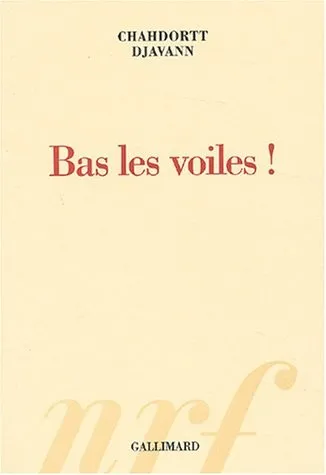 CHAHDORTT
DJAVANN
Bas les voiles !
nrf
GALLIMARD